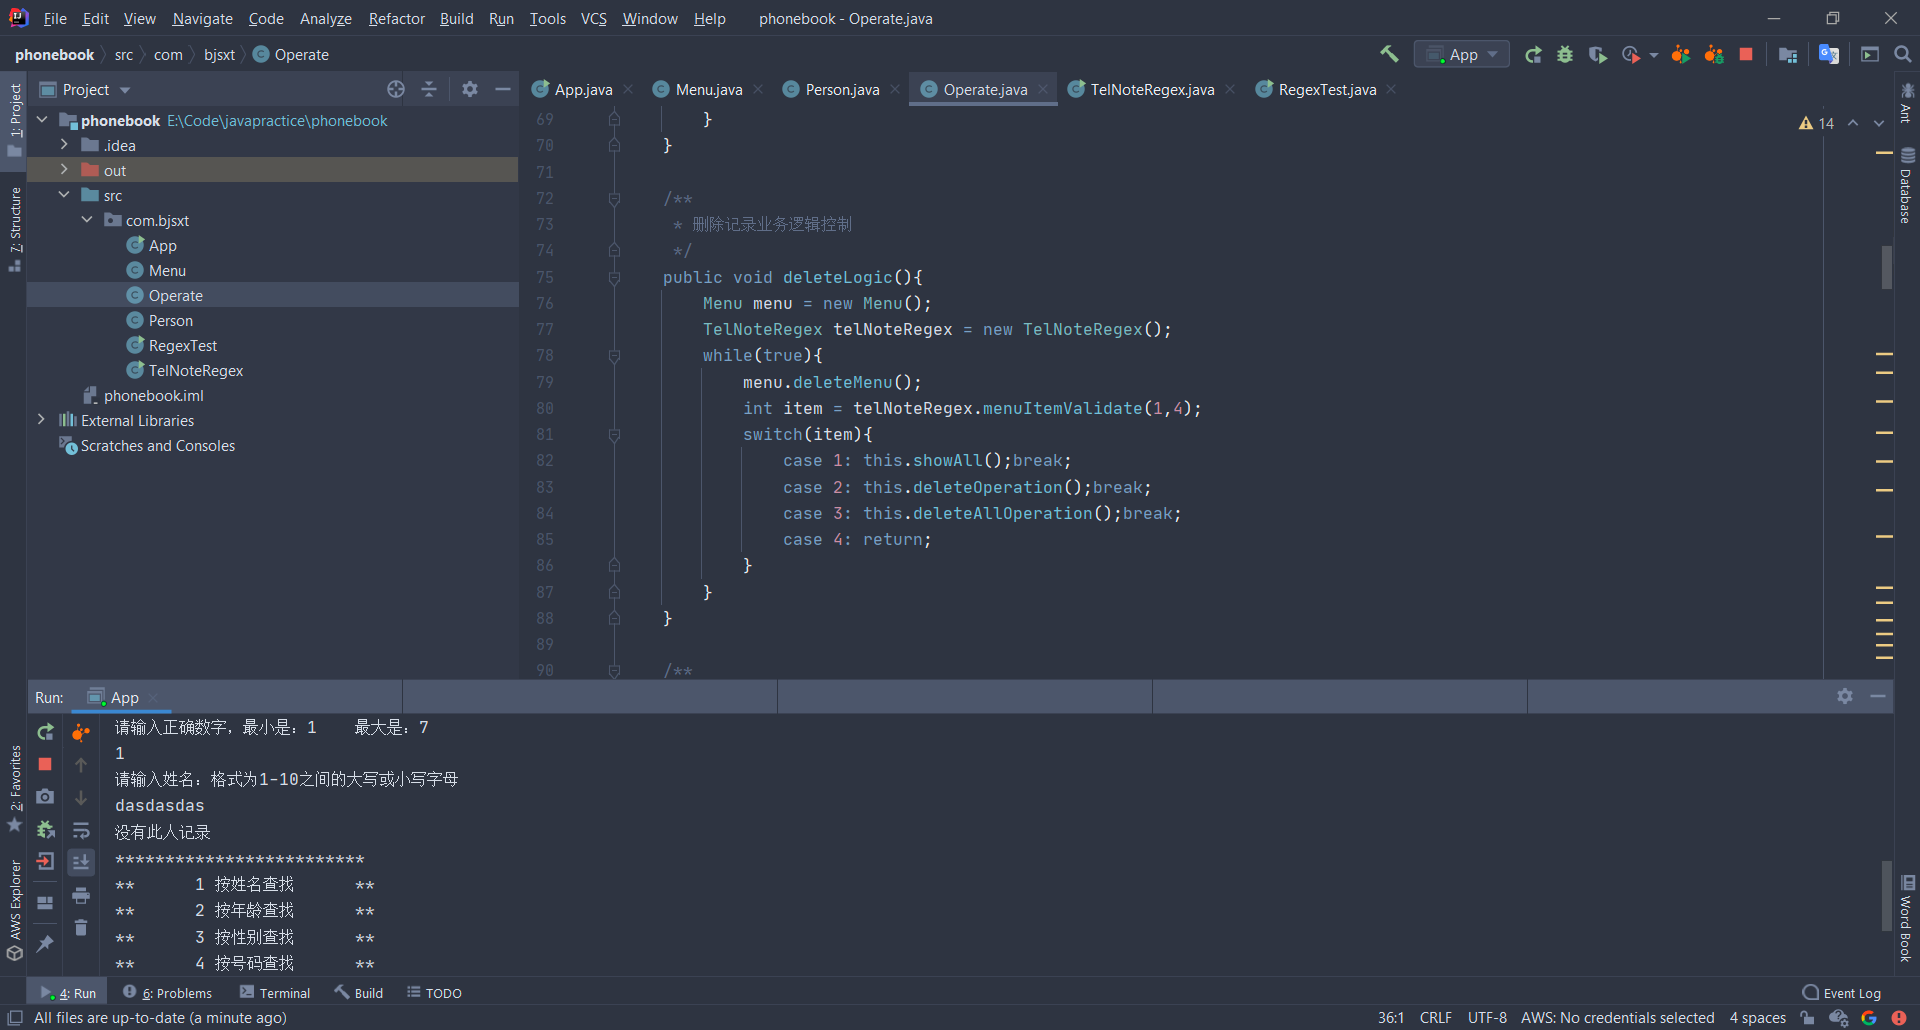 File Edit View Navigate Code Analyze Refactor Build Run Tools VCS Window Help phonebook - Operate.java
phonebook src com bjsxt Operate
App
Project
App.java Menu.java Person.java Operate.java TelNoteRegex.java RegexTest.java
1: Project
7: Structure
2: Favorites
AWS Explorer
phonebook E:\Code\javapractice\phonebook
.idea
out
src
com.bjsxt
App
Menu
Operate
Person
RegexTest
TelNoteRegex
phonebook.iml
External Libraries
Scratches and Consoles
14
Ant
Database
Word Book
69 }
70 }
71
72 /**
73 * 删除记录业务逻辑控制
74 */
75 public void deleteLogic(){
76 Menu menu = new Menu();
77 TelNoteRegex telNoteRegex = new TelNoteRegex();
78 while(true){
79 menu.deleteMenu();
80 int item = telNoteRegex.menuItemValidate(1,4);
81 switch(item){
82 case 1: this.showAll();break;
83 case 2: this.deleteOperation();break;
84 case 3: this.deleteAllOperation();break;
85 case 4: return;
86 }
87 }
88 }
89
90 /**
Run: App
请输入正确数字，最小是：1 最大是：7
1
请输入姓名：格式为1-10之间的大写或小写字母
dasdasdas
没有此人记录
*************************
** 1 按姓名查找 **
** 2 按年龄查找 **
** 3 按性别查找 **
** 4 按号码查找 **
4: Run 6: Problems Terminal Build TODO Event Log
All files are up-to-date (a minute ago) 36:1 CRLF UTF-8 AWS: No credentials selected 4 spaces